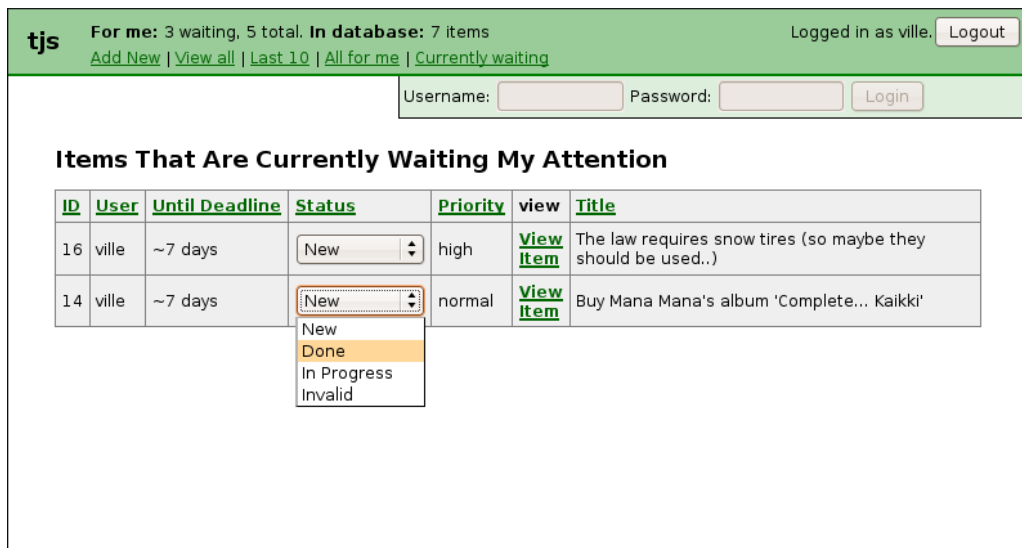 tjs
For me: 3 waiting, 5 total. In database: 7 items
Logged in as ville. Logout
Add New | View all | Last 10 | All for me | Currently waiting
Username: Password: Login
Items That Are Currently Waiting My Attention
ID User Until Deadline Status Priority view Title
16 ville ~7 days New high View Item The law requires snow tires (so maybe they
should be used..)
14 ville ~7 days New normal View Item Buy Mana Mana's album 'Complete... Kaikki'
New
Done
In Progress
Invalid